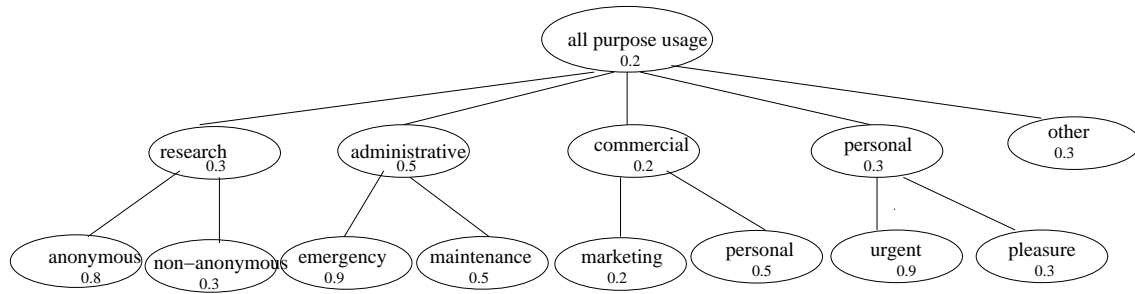 all purpose usage
0.2
research
0.3
administrative
0.5
commercial
0.2
personal
0.3
other
0.3
anonymous
0.8
non−anonymous
0.3
emergency
0.9
maintenance
0.5
marketing
0.2
personal
0.5
urgent
0.9
pleasure
0.3